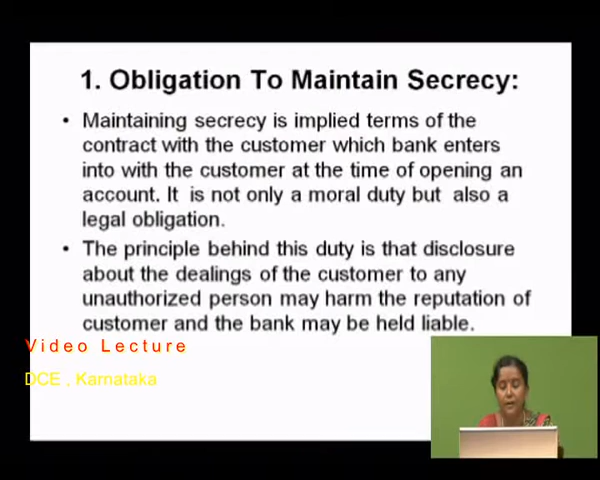 1. Obligation To Maintain Secrecy:
• Maintaining secrecy is implied terms of the
contract with the customer which bank enters
into with the customer at the time of opening an
account. It is not only a moral duty but also a
legal obligation.
• The principle behind this duty is that disclosure
about the dealings of the customer to any
unauthorized person may harm the reputation of
customer and the bank may be held liable.
Video Lecture
DCE , Karnataka